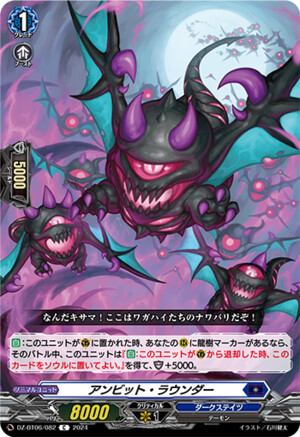 1
グレード
ブースト
5000
シールド
なんだキサマ！ここはワガハイたちのナワバリだぞ！
ノーマルユニット
【自】：このユニットがⓇに置かれた時、あなたのⓋに龍樹マーカーがあるなら、
そのバトル中、このユニットは『【自】：このユニットがⓇから退却した時、この
カードをソウルに置いてよい。』を得る。
アンビット・ラウンダー
パワー
8000
クリティカル
1
ダークステイツ
デーモン
DZ-BT06/082 C 2024
イラスト／石川健太